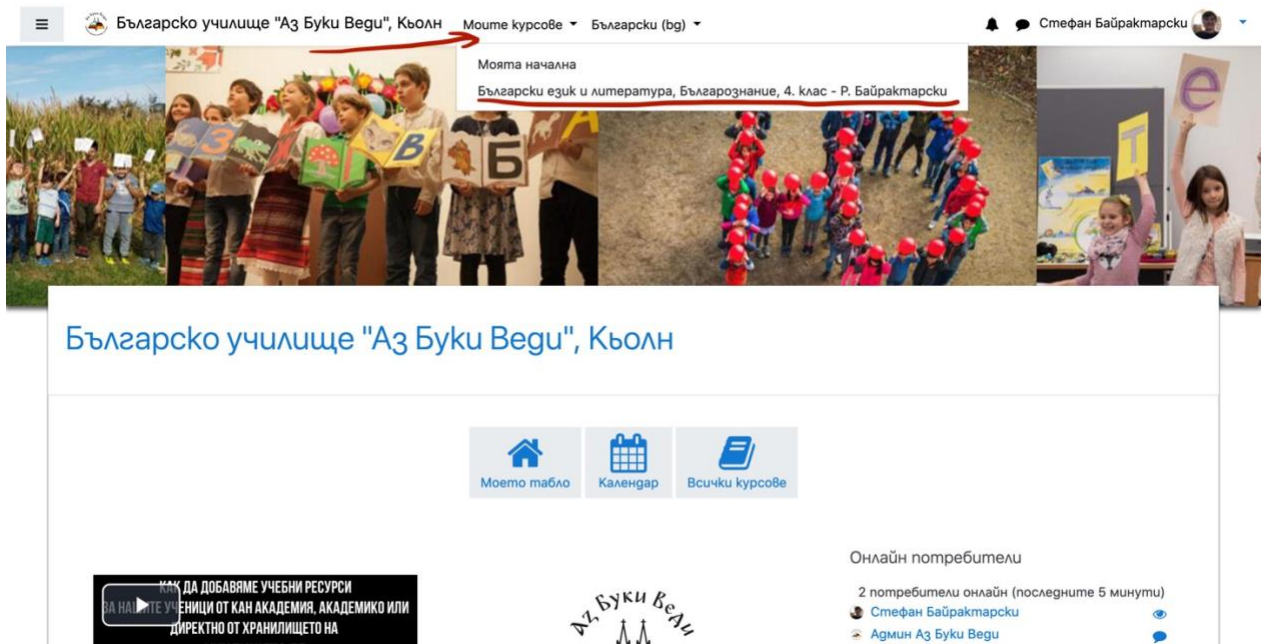 Българско училище "Аз Буки Веди", Кьолн
Моите курсове
Български (bg)
Стефан Байрактарски
Моята начална
Български език и литература, Българознание, 4. клас - Р. Байрактарски
З
Ж
В
Б
А
Ю
Т
е
Българско училище "Аз Буки Веди", Кьолн
Моето табло
Календар
Всички курсове
Онлайн потребители
2 потребители онлайн (последните 5 минути)
Стефан Байрактарски
Админ Аз Буки Веди
КАК ДА ДОБАВЯМЕ УЧЕБНИ РЕСУРСИ
ЗА НАШИТЕ УЧЕНИЦИ ОТ КАН АКАДЕМИЯ, АКАДЕМИКО ИЛИ
ДИРЕКТНО ОТ ХРАНИЛИЩЕТО НА
Аз Буки Веди